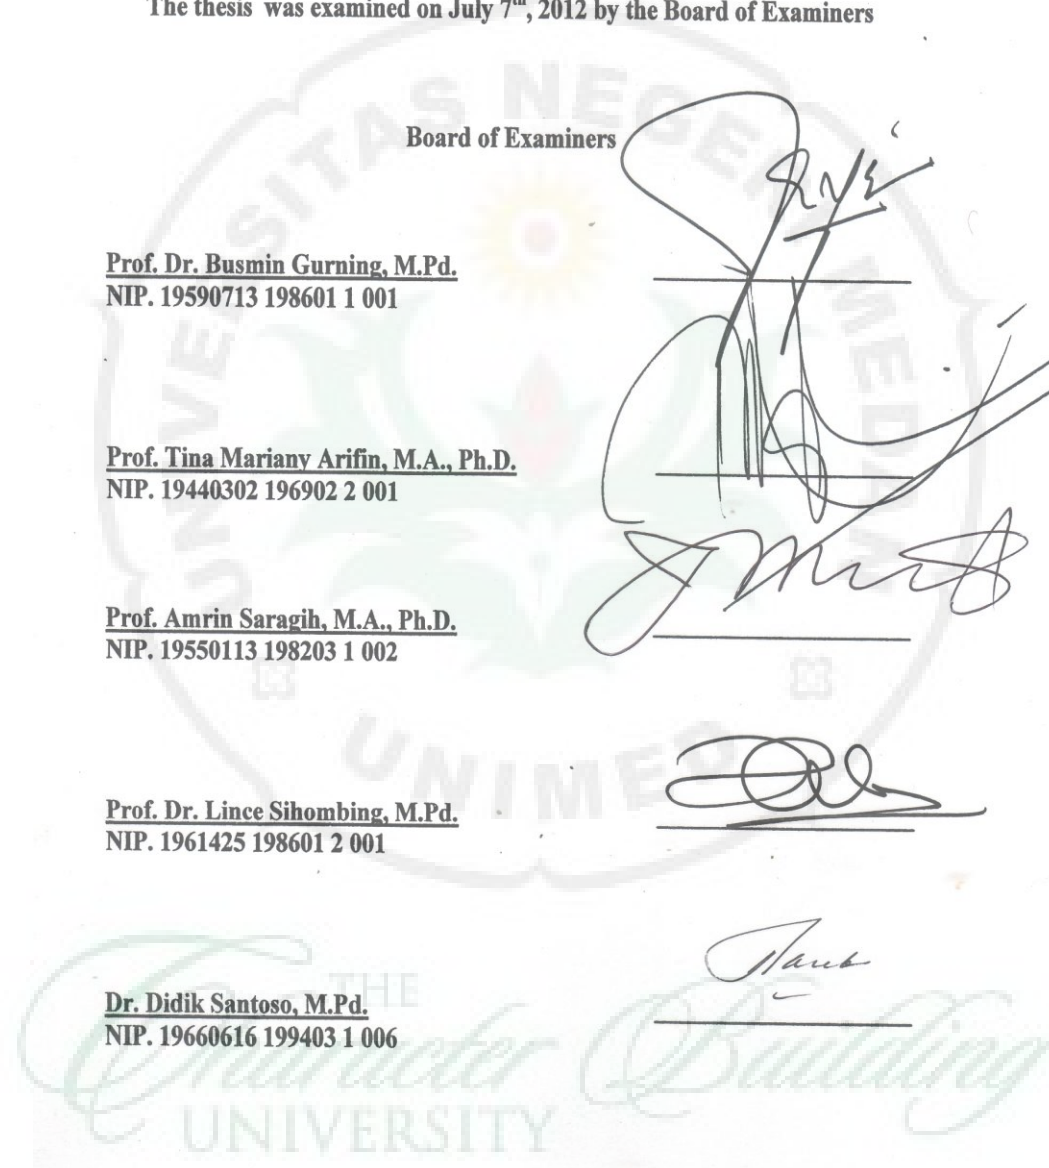 The thesis was examined on July 7th, 2012 by the Board of Examiners
Board of Examiners
Prof. Dr. Busmin Gurning, M.Pd.
NIP. 19590713 198601 1 001
Prof. Tina Mariany Arifin, M.A., Ph.D.
NIP. 19440302 196902 2 001
Prof. Amrin Saragih, M.A., Ph.D.
NIP. 19550113 198203 1 002
Prof. Dr. Lince Sihombing, M.Pd.
NIP. 1961425 198601 2 001
Dr. Didik Santoso, M.Pd.
NIP. 19660616 199403 1 006
UNIVERSITAS NEGERI MEDAN
UNIMED
THE
Character Building
UNIVERSITY